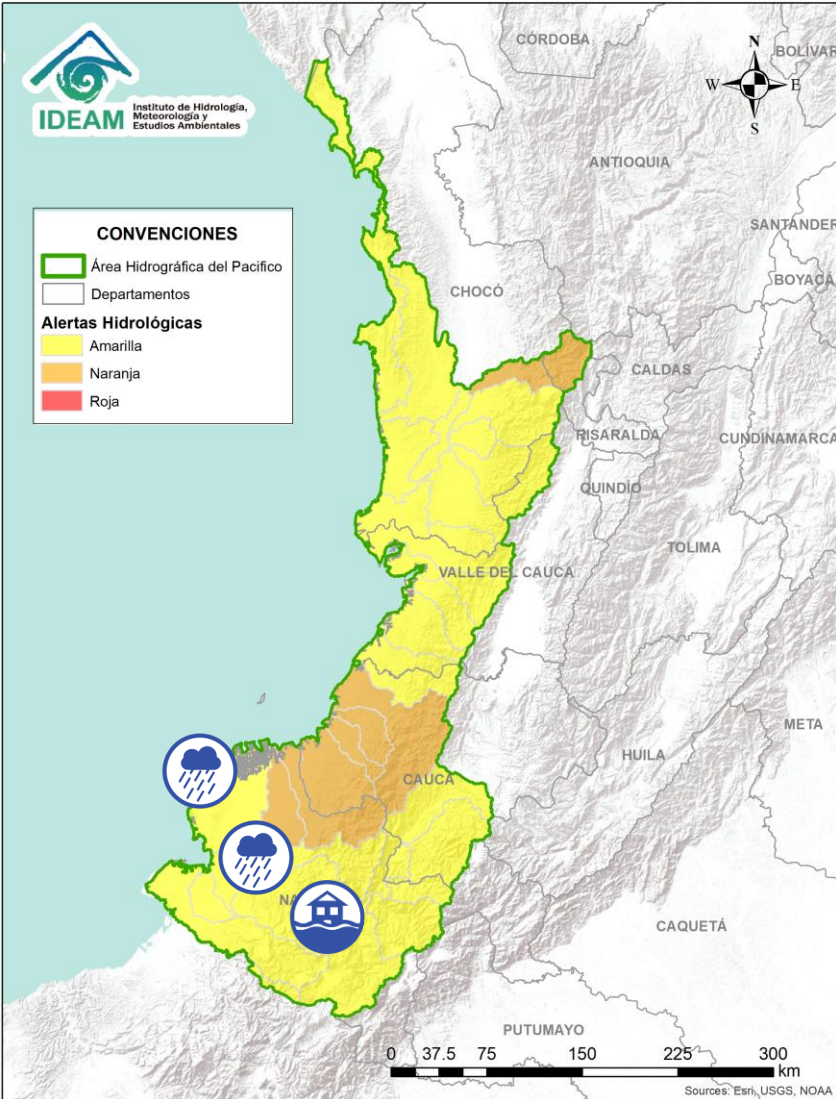 IDEAM
Instituto de Hidrología,
Meteorología y
Estudios Ambientales
CÓRDOBA
BOLÍVAR
N
W
E
S
ANTIOQUIA
SANTANDER
BOYACÁ
CHOCÓ
CALDAS
RISARALDA
CUNDINAMARCA
QUINDÍO
TOLIMA
VALLE DEL CAUCA
META
HUILA
CAUCA
NA
CAQUETÁ
PUTUMAYO
CONVENCIONES
Área Hidrográfica del Pacifico
Departamentos
Alertas Hidrológicas
Amarilla
Naranja
Roja
0 37.5 75 150 225 300
km
Sources: Esri, USGS, NOAA